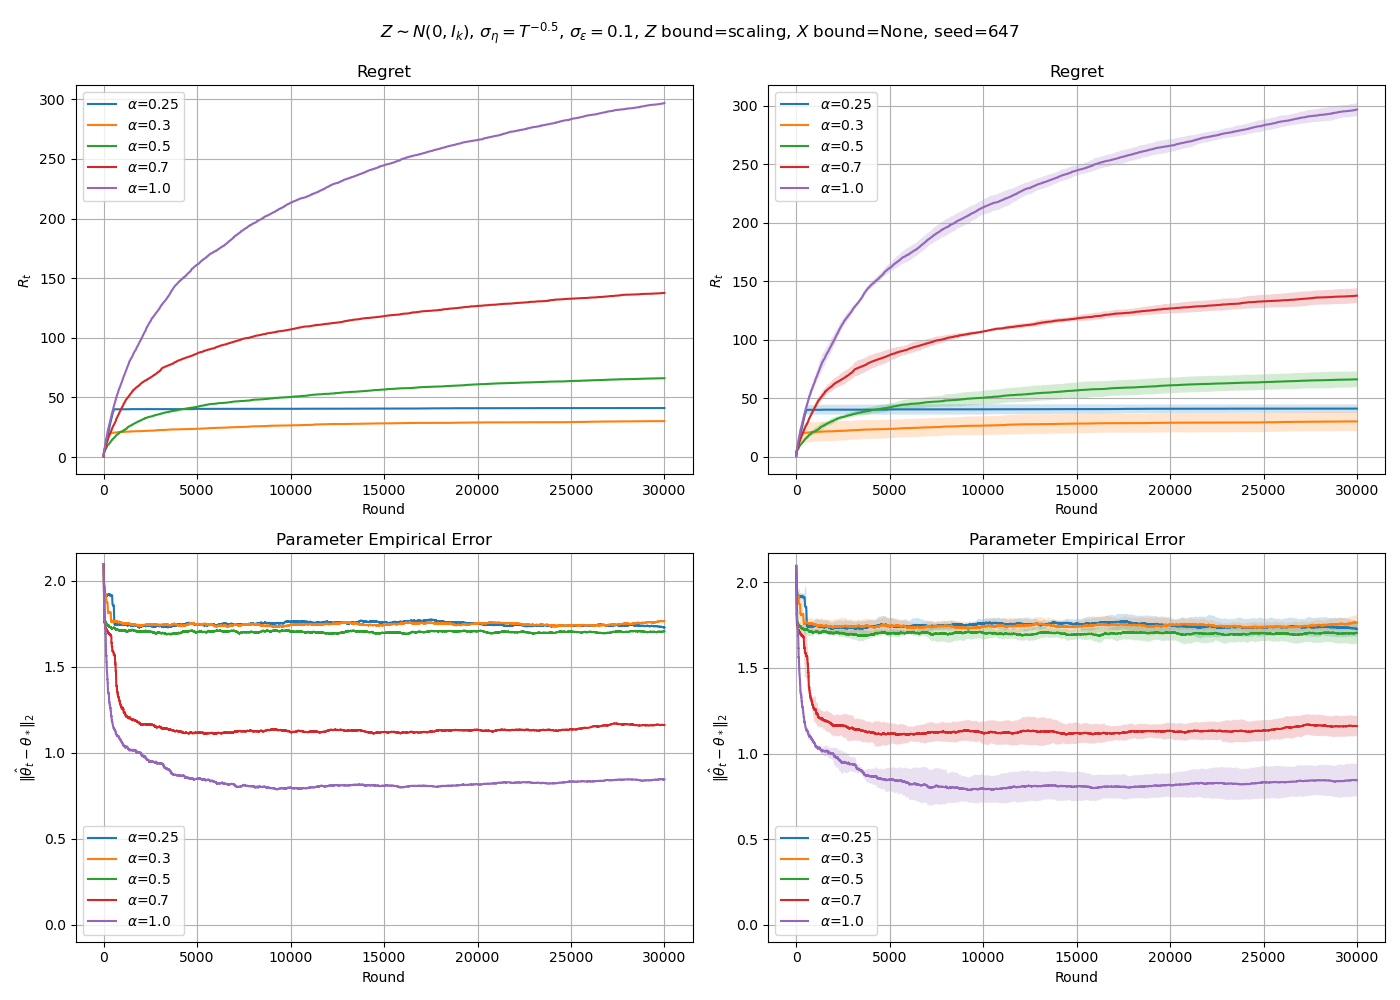 Z ∼ N(0, I_k), σ_η = T^{−0.5}, σ_ε = 0.1, Z bound=scaling, X bound=None, seed=647
Regret
R_t
300
250
200
150
100
50
0
α=0.25
α=0.3
α=0.5
α=0.7
α=1.0
0 5000 10000 15000 20000 25000 30000
Round
Regret
R_t
300
250
200
150
100
50
0
α=0.25
α=0.3
α=0.5
α=0.7
α=1.0
0 5000 10000 15000 20000 25000 30000
Round
Parameter Empirical Error
‖θ̂_t − θ_*‖₂
2.0
1.5
1.0
0.5
0.0
α=0.25
α=0.3
α=0.5
α=0.7
α=1.0
0 5000 10000 15000 20000 25000 30000
Round
Parameter Empirical Error
‖θ̂_t − θ_*‖₂
2.0
1.5
1.0
0.5
0.0
α=0.25
α=0.3
α=0.5
α=0.7
α=1.0
0 5000 10000 15000 20000 25000 30000
Round